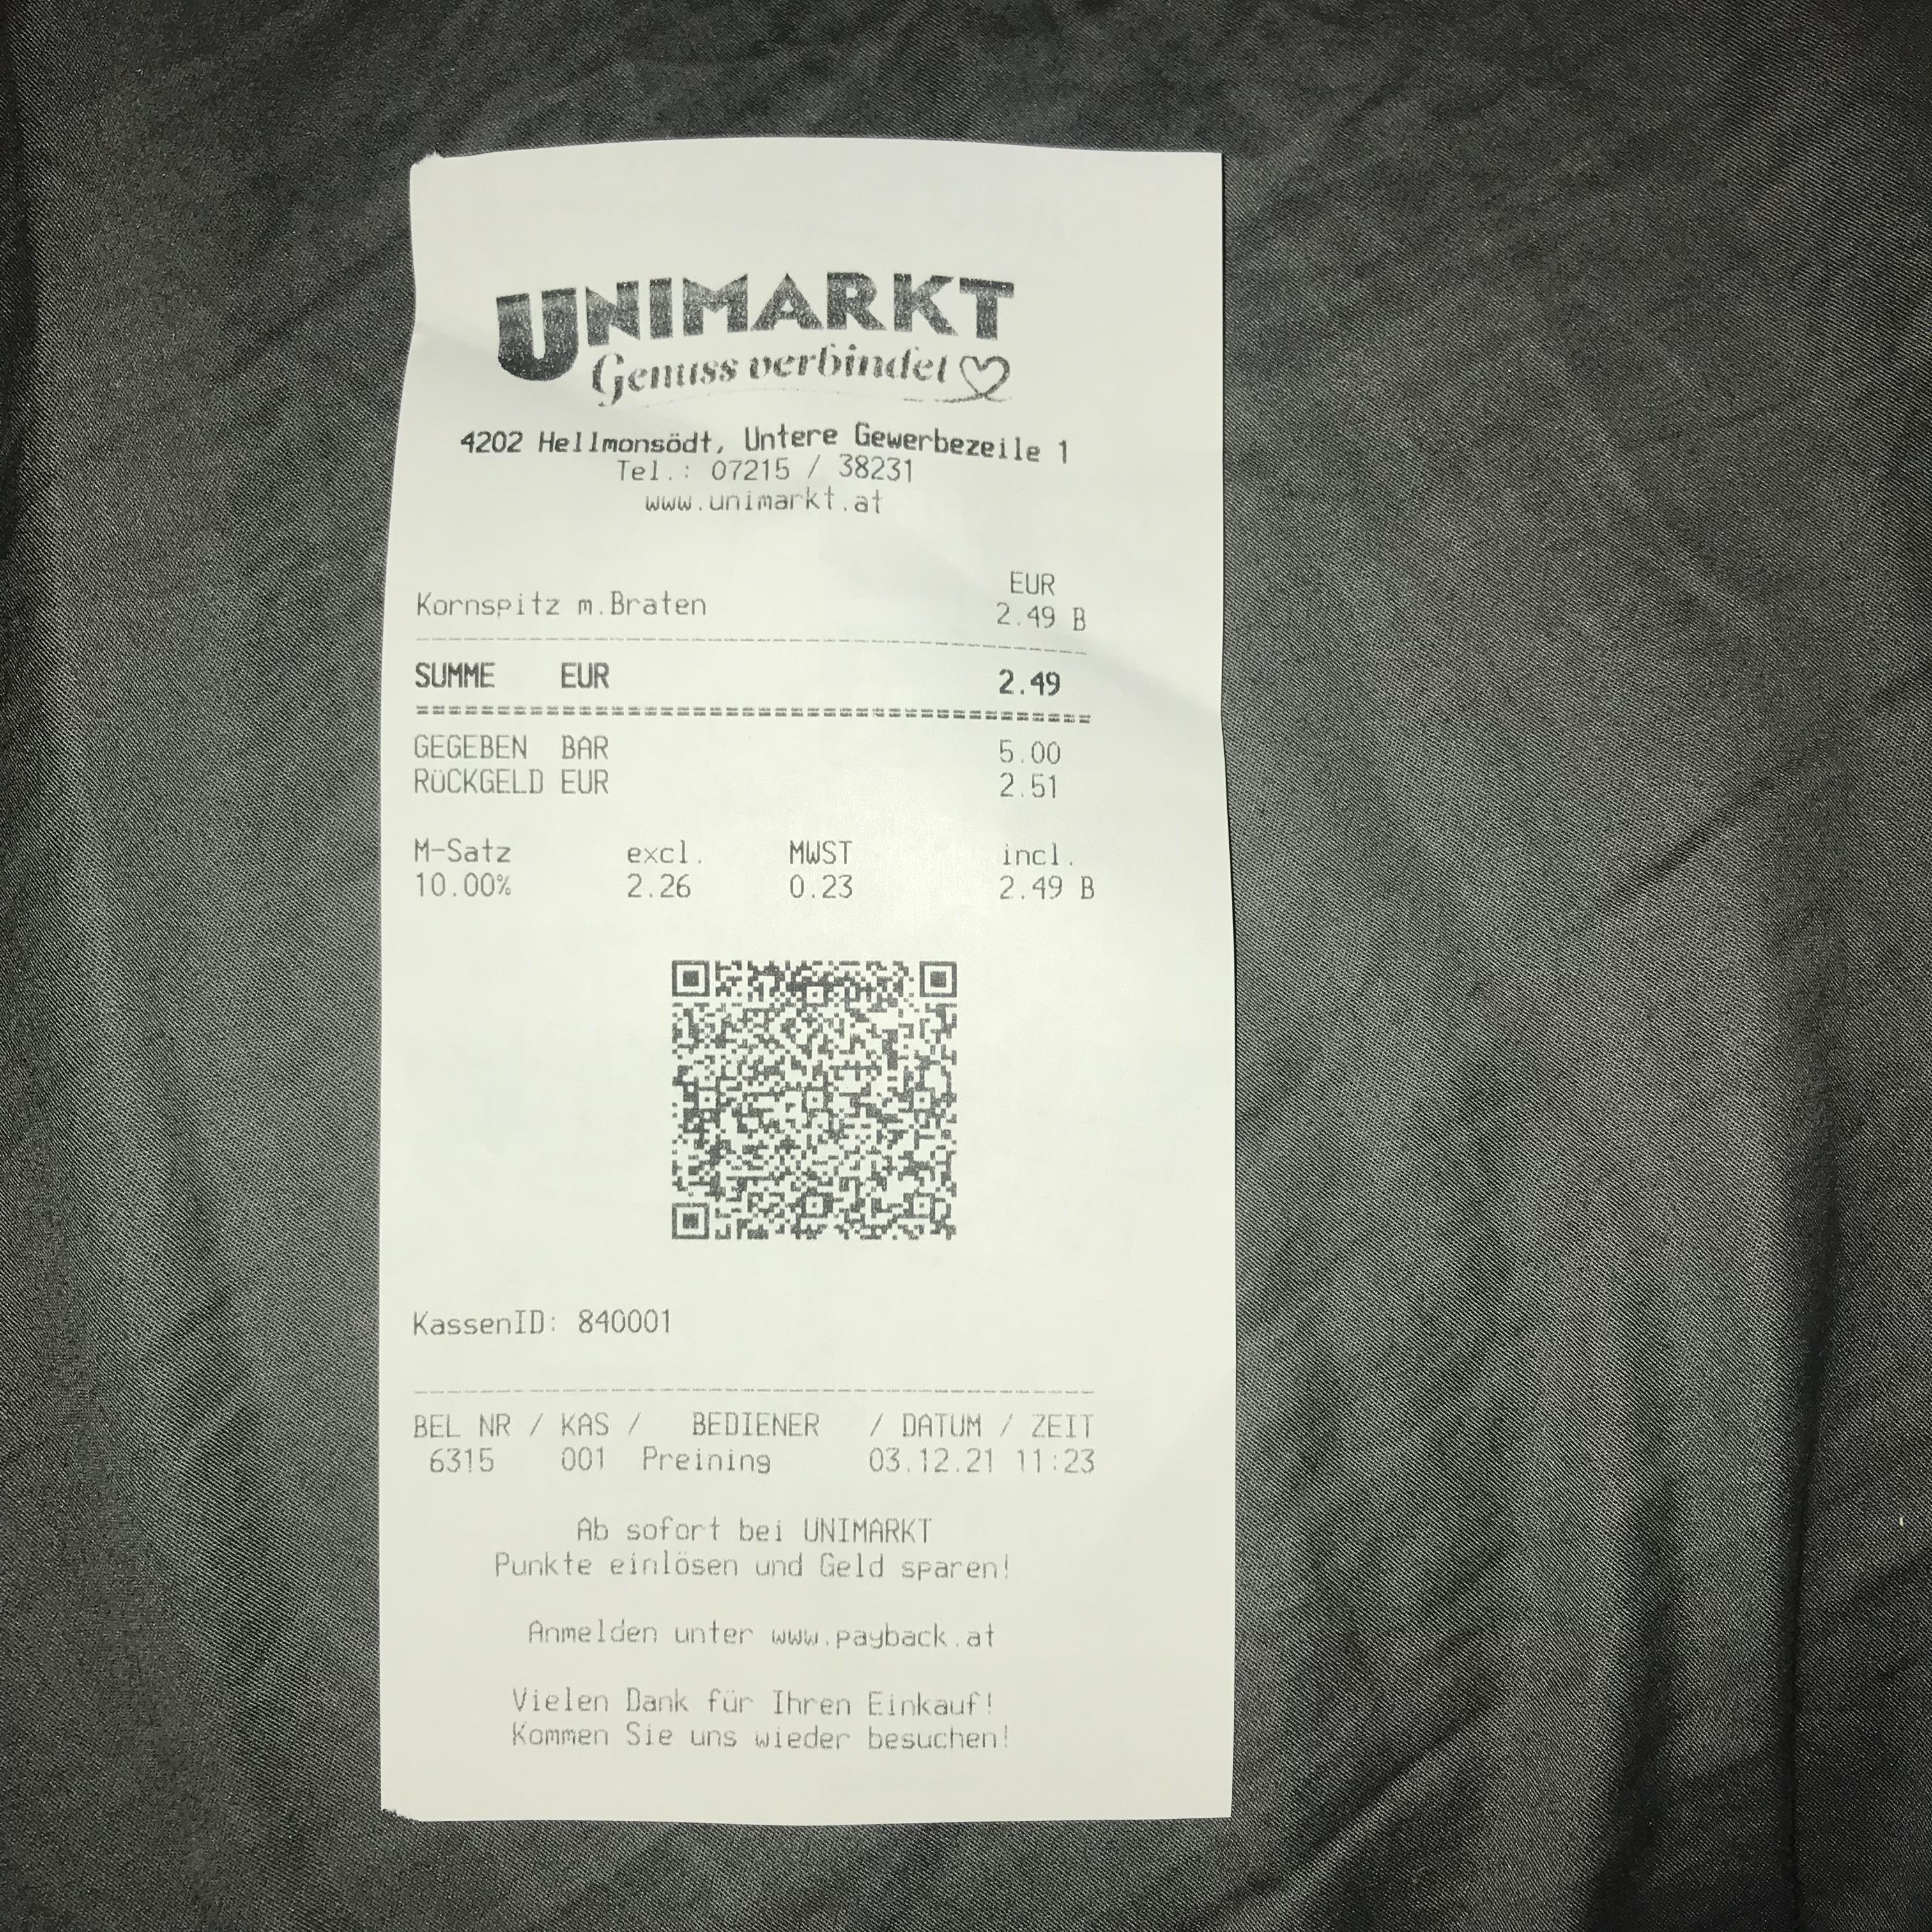 UNIMARKT
Genuss verbindet
4202 Hellmonsödt, Untere Gewerbezeile 1
Tel.: 07215 / 38231
www.unimarkt.at
EUR
Kornspitz m.Braten 2.49 B
SUMME EUR 2.49
GEGEBEN BAR 5.00
RÜCKGELD EUR 2.51
M-Satz excl. MWST incl.
10.00% 2.26 0.23 2.49 B
KassenID: 840001
BEL NR / KAS / BEDIENER / DATUM / ZEIT
6315 001 Preining 03.12.21 11:23
Ab sofort bei UNIMARKT
Punkte einlösen und Geld sparen!
Anmelden unter www.payback.at
Vielen Dank für Ihren Einkauf!
Kommen Sie uns wieder besuchen!